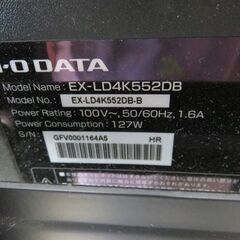 I-O DATA
Model Name: EX-LD4K552DB
Model No.: EX-LD4K552DB-B
Power Rating: 100V~, 50/60Hz, 1.6A
Power Consumption: 127W
S/N: GFV0001164A5 HR